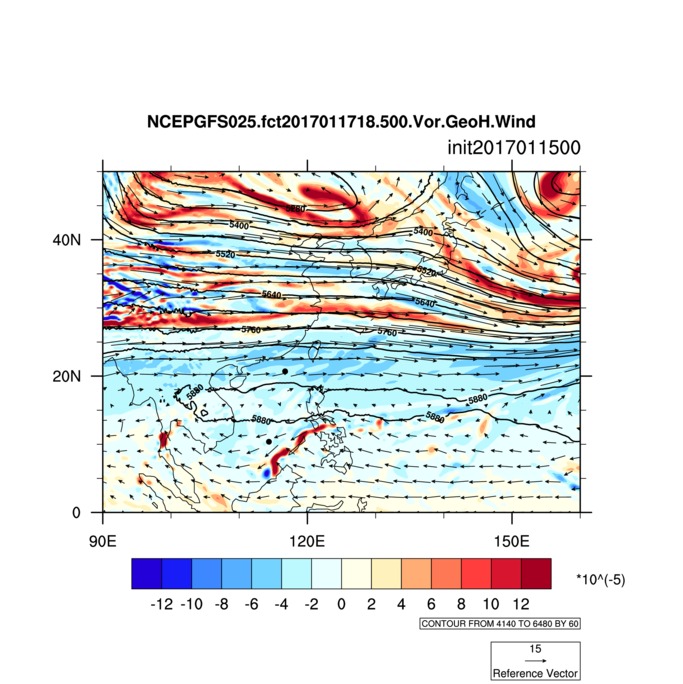 NCEPGFS025.fct2017011718.500.Vor.GeoH.Wind
init2017011500
5400
40N
5400
5520
5520
5640
5640
5760
5760
20N
5880
5880
5880
5880
0
90E 120E 150E
-12 -10 -8 -6 -4 -2 0 2 4 6 8 10 12
*10^(-5)
CONTOUR FROM 4140 TO 6480 BY 60
15
Reference Vector